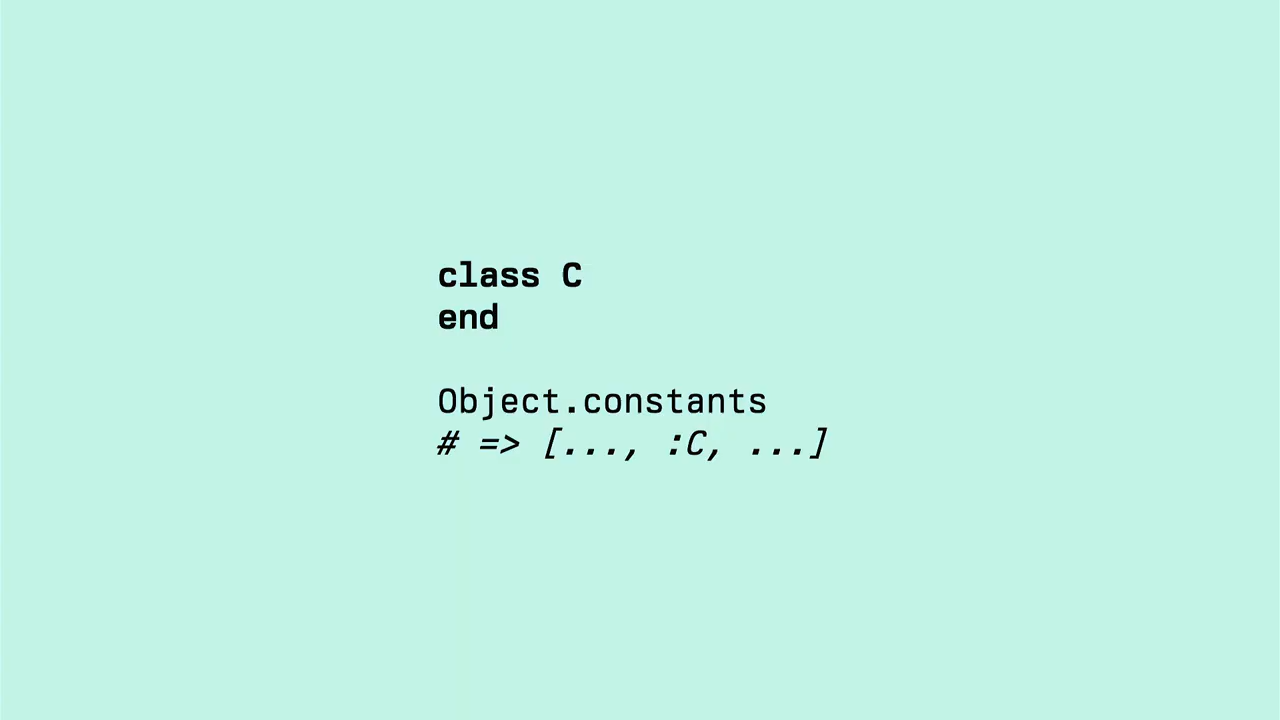 class C
end
Object.constants
# => [..., :C, ...]